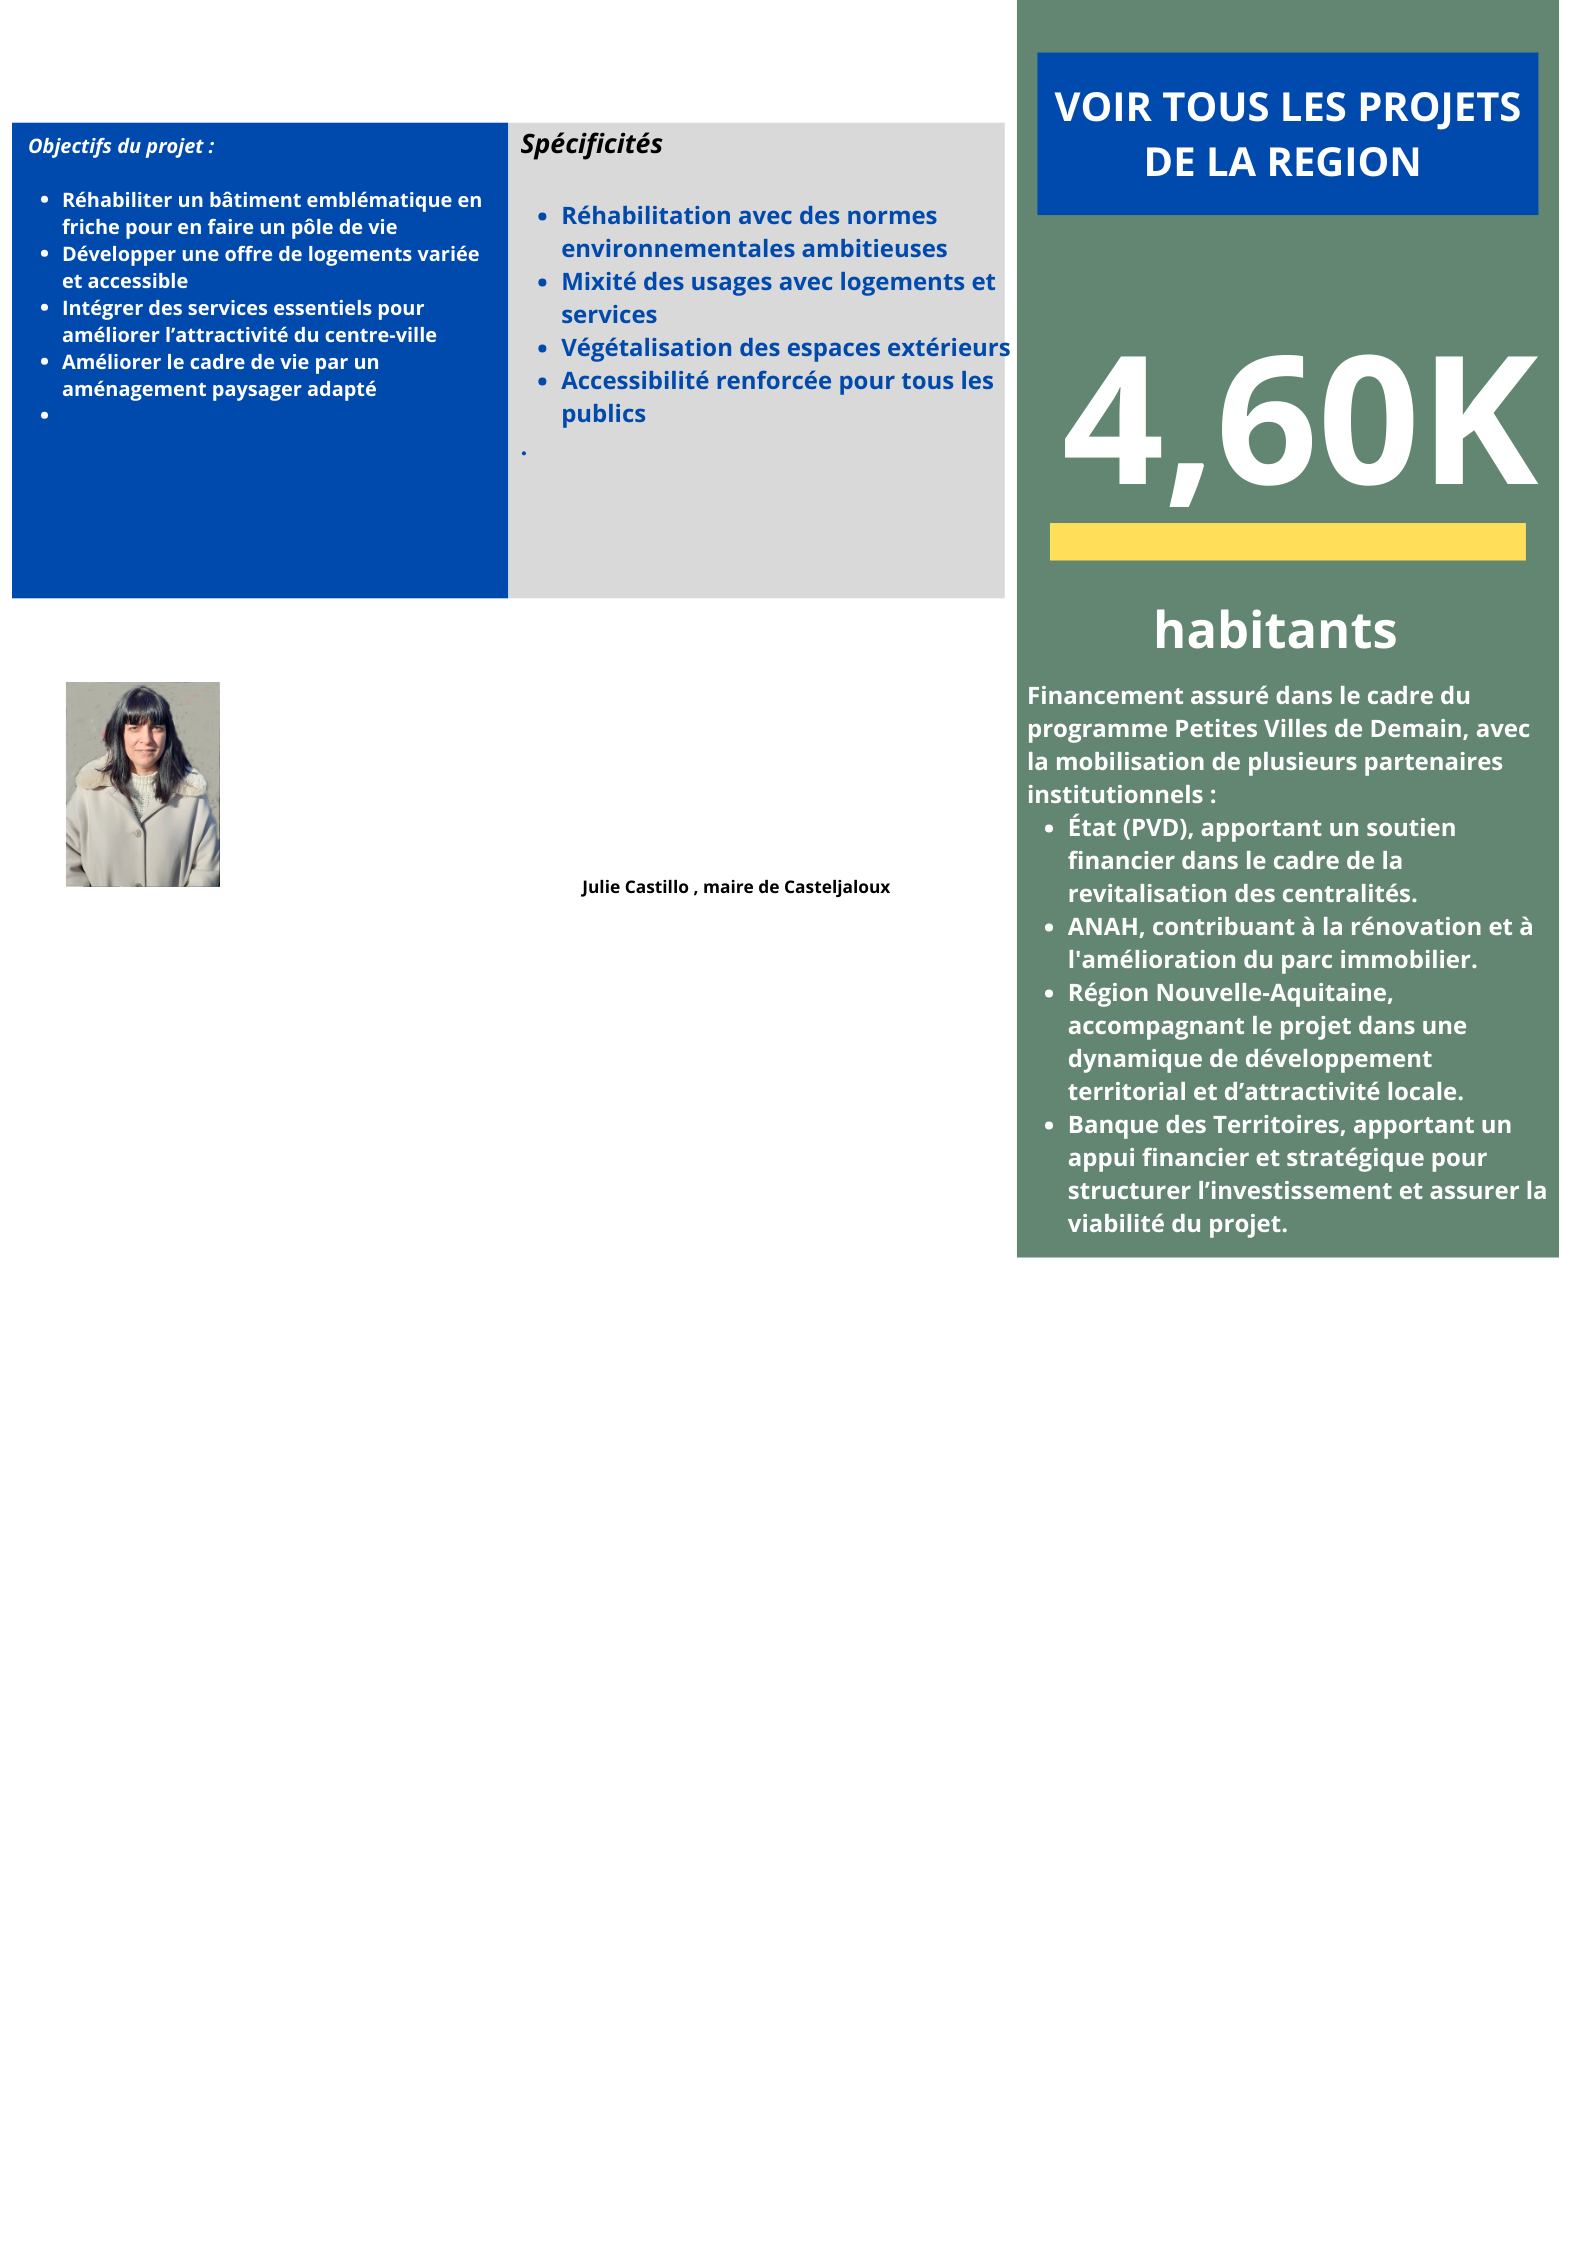 Objectifs du projet :
• Réhabiliter un bâtiment emblématique en
friche pour en faire un pôle de vie
• Développer une offre de logements variée
et accessible
• Intégrer des services essentiels pour
améliorer l’attractivité du centre-ville
• Améliorer le cadre de vie par un
aménagement paysager adapté
•
Spécificités
• Réhabilitation avec des normes
environnementales ambitieuses
• Mixité des usages avec logements et
services
• Végétalisation des espaces extérieurs
• Accessibilité renforcée pour tous les
publics
.
Julie Castillo , maire de Casteljaloux
VOIR TOUS LES PROJETS
DE LA REGION
4,60K
habitants
Financement assuré dans le cadre du
programme Petites Villes de Demain, avec
la mobilisation de plusieurs partenaires
institutionnels :
• État (PVD), apportant un soutien
financier dans le cadre de la
revitalisation des centralités.
• ANAH, contribuant à la rénovation et à
l'amélioration du parc immobilier.
• Région Nouvelle-Aquitaine,
accompagnant le projet dans une
dynamique de développement
territorial et d’attractivité locale.
• Banque des Territoires, apportant un
appui financier et stratégique pour
structurer l’investissement et assurer la
viabilité du projet.